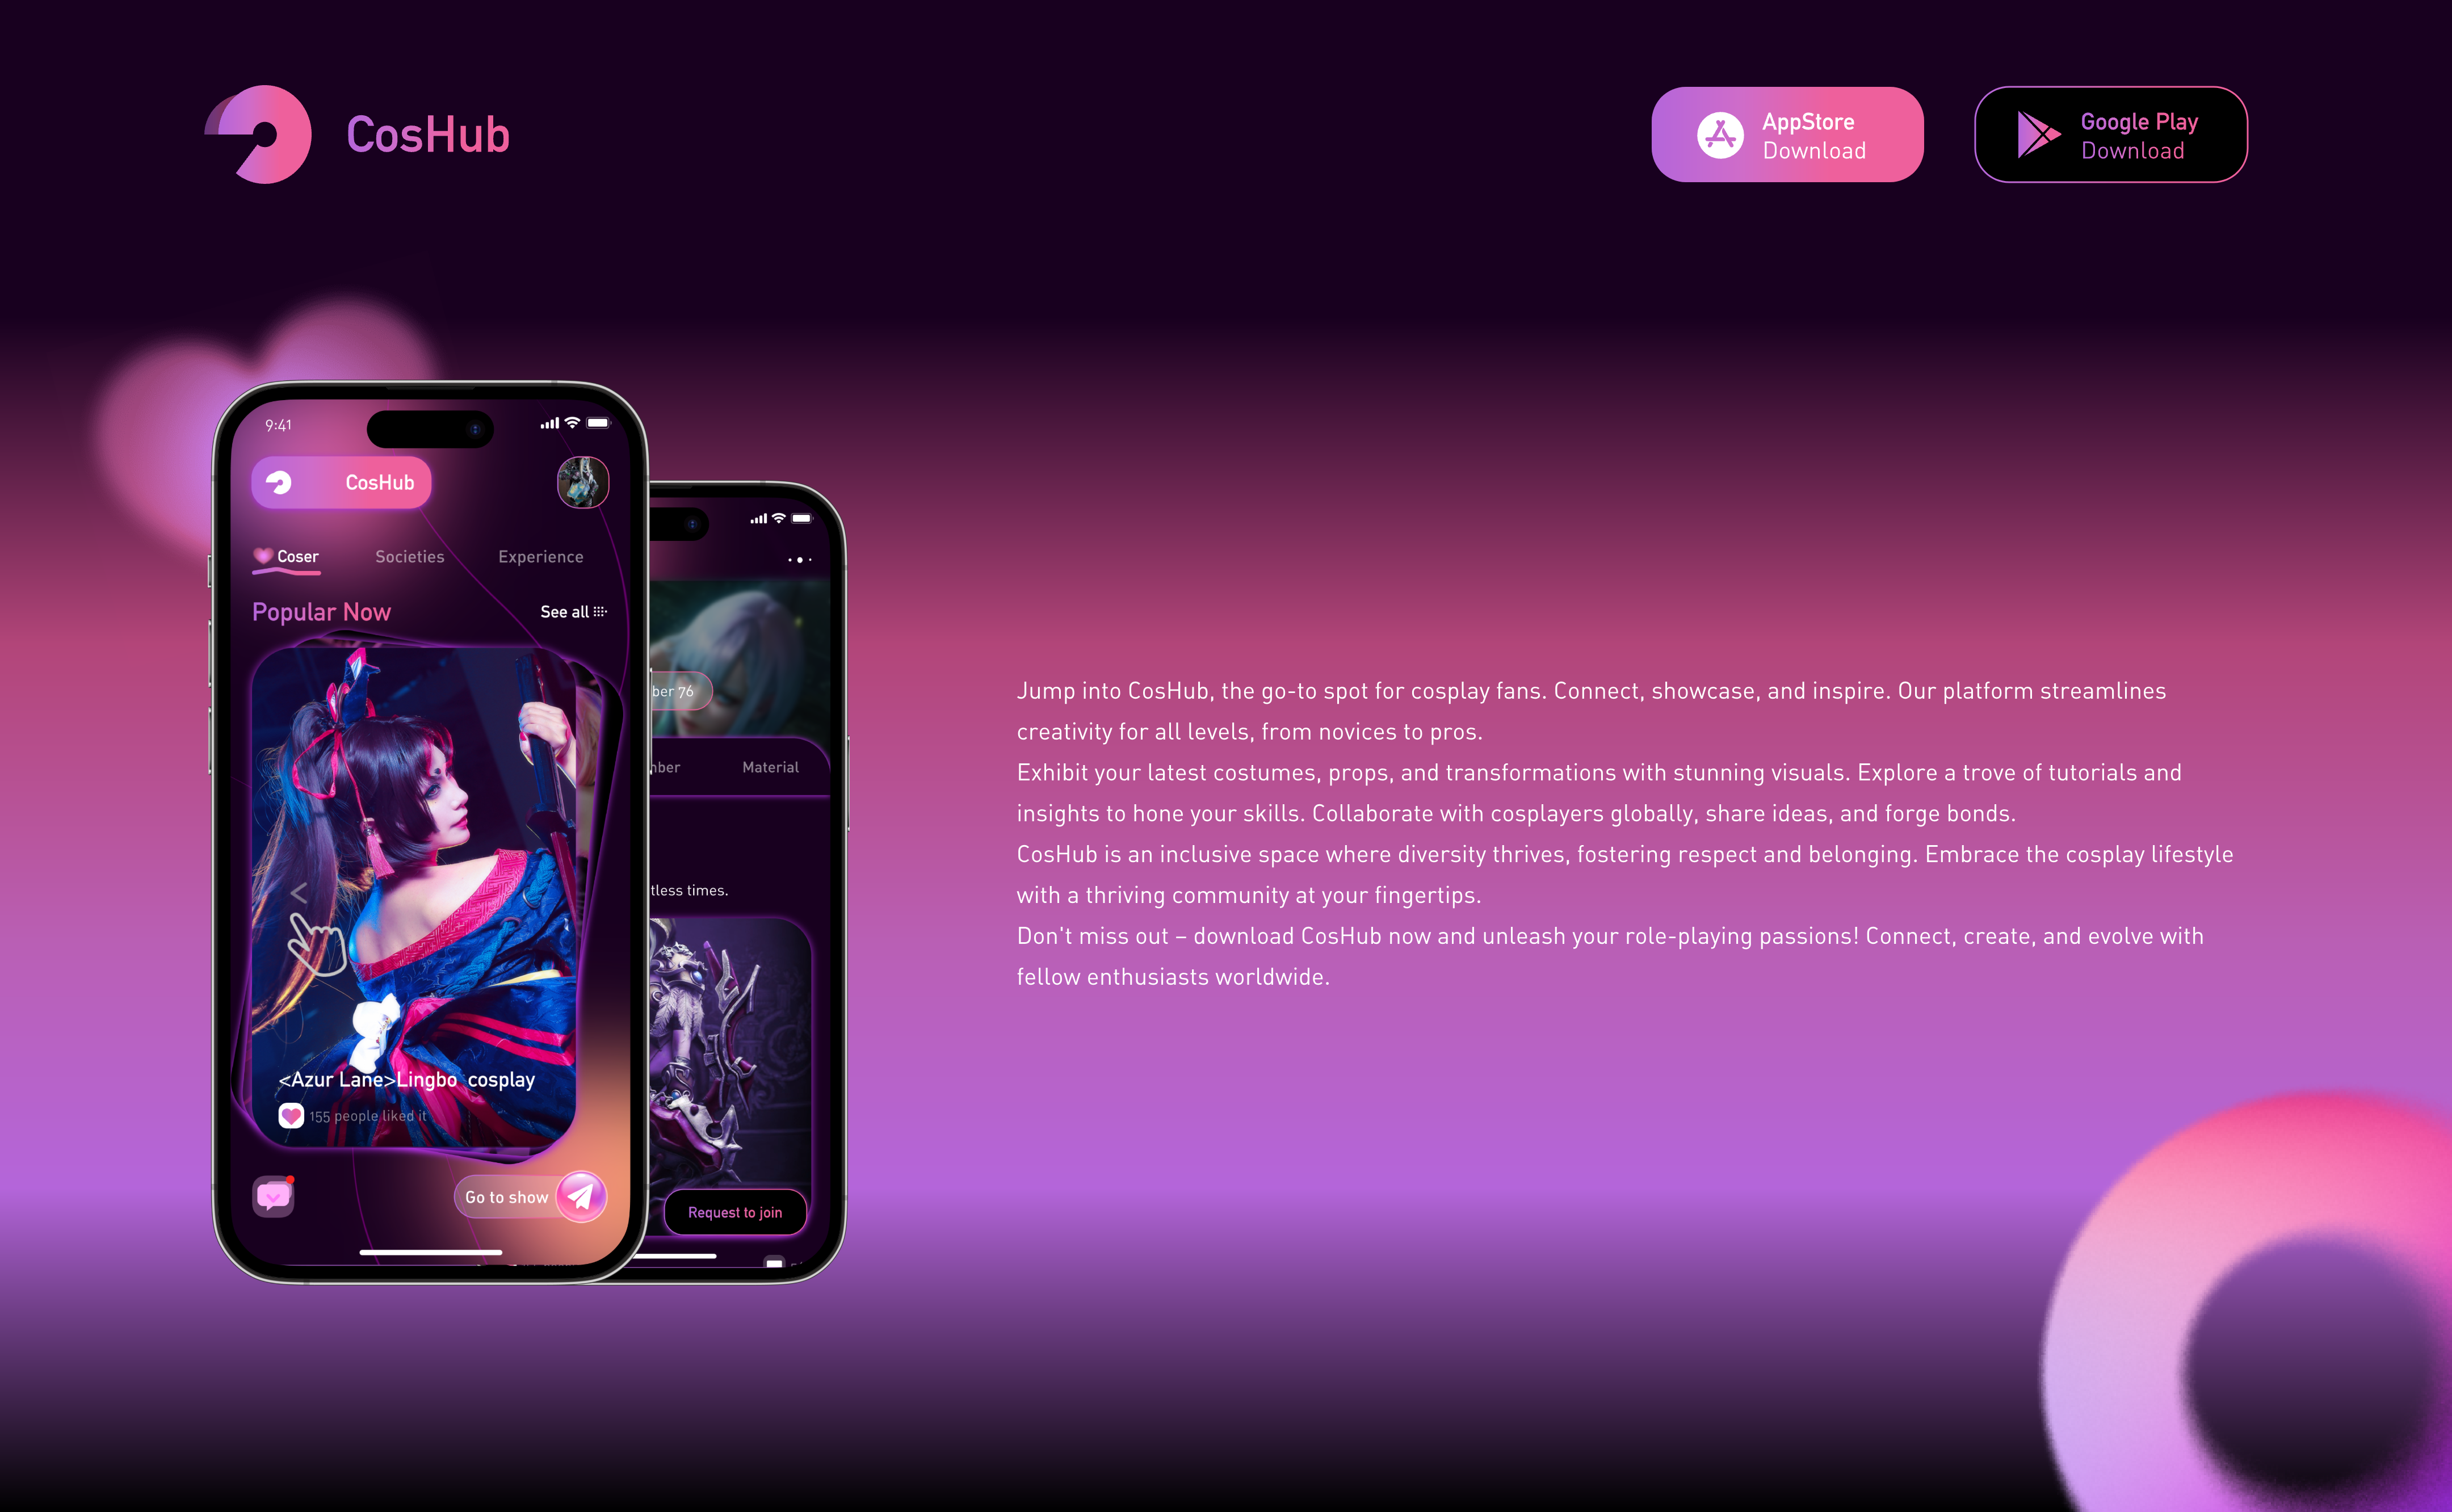 CosHub
AppStore
Download
Google Play
Download
9:41
CosHub
Coser
Societies
Experience
Popular Now
See all
<Azur Lane>Lingbo cosplay
155 people liked it
Go to show
76
Material
times.
Request to join
Jump into CosHub, the go-to spot for cosplay fans. Connect, showcase, and inspire. Our platform streamlines
creativity for all levels, from novices to pros.
Exhibit your latest costumes, props, and transformations with stunning visuals. Explore a trove of tutorials and
insights to hone your skills. Collaborate with cosplayers globally, share ideas, and forge bonds.
CosHub is an inclusive space where diversity thrives, fostering respect and belonging. Embrace the cosplay lifestyle
with a thriving community at your fingertips.
Don't miss out – download CosHub now and unleash your role-playing passions! Connect, create, and evolve with
fellow enthusiasts worldwide.